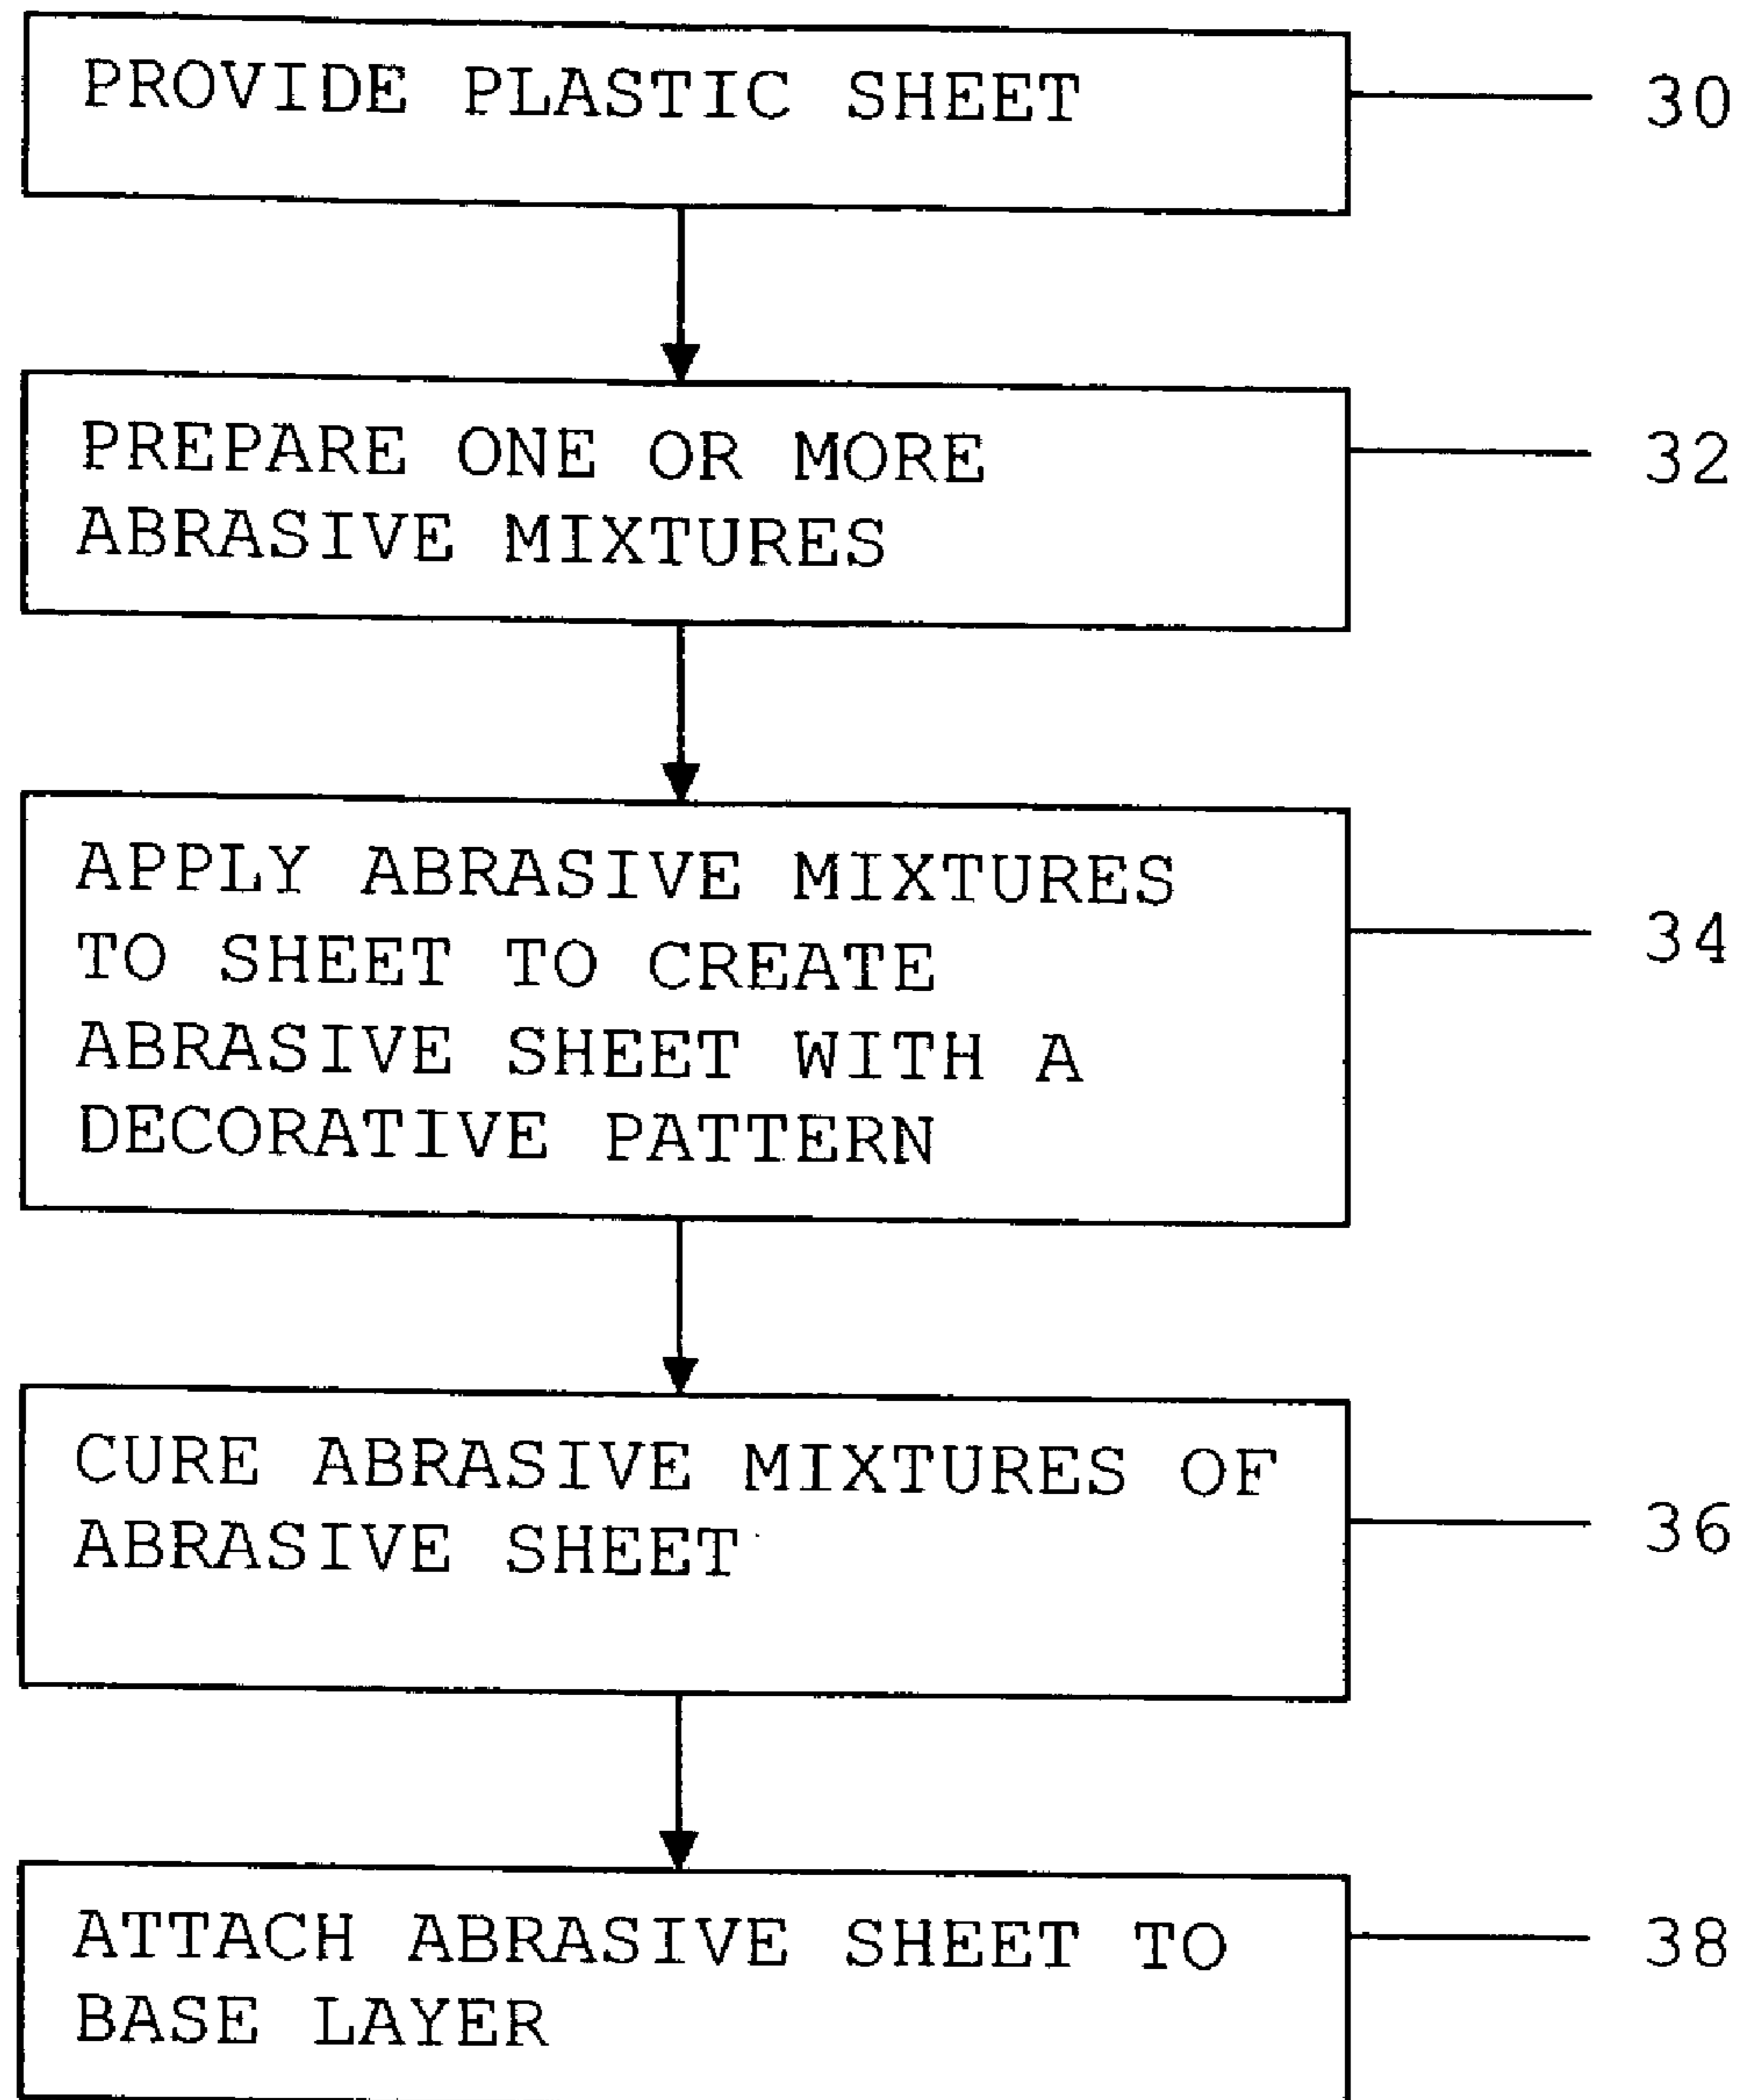 PROVIDE PLASTIC SHEET
30
PREPARE ONE OR MORE
ABRASIVE MIXTURES
32
APPLY ABRASIVE MIXTURES
TO SHEET TO CREATE
ABRASIVE SHEET WITH A
DECORATIVE PATTERN
34
CURE ABRASIVE MIXTURES OF
ABRASIVE SHEET
36
ATTACH ABRASIVE SHEET TO
BASE LAYER
38